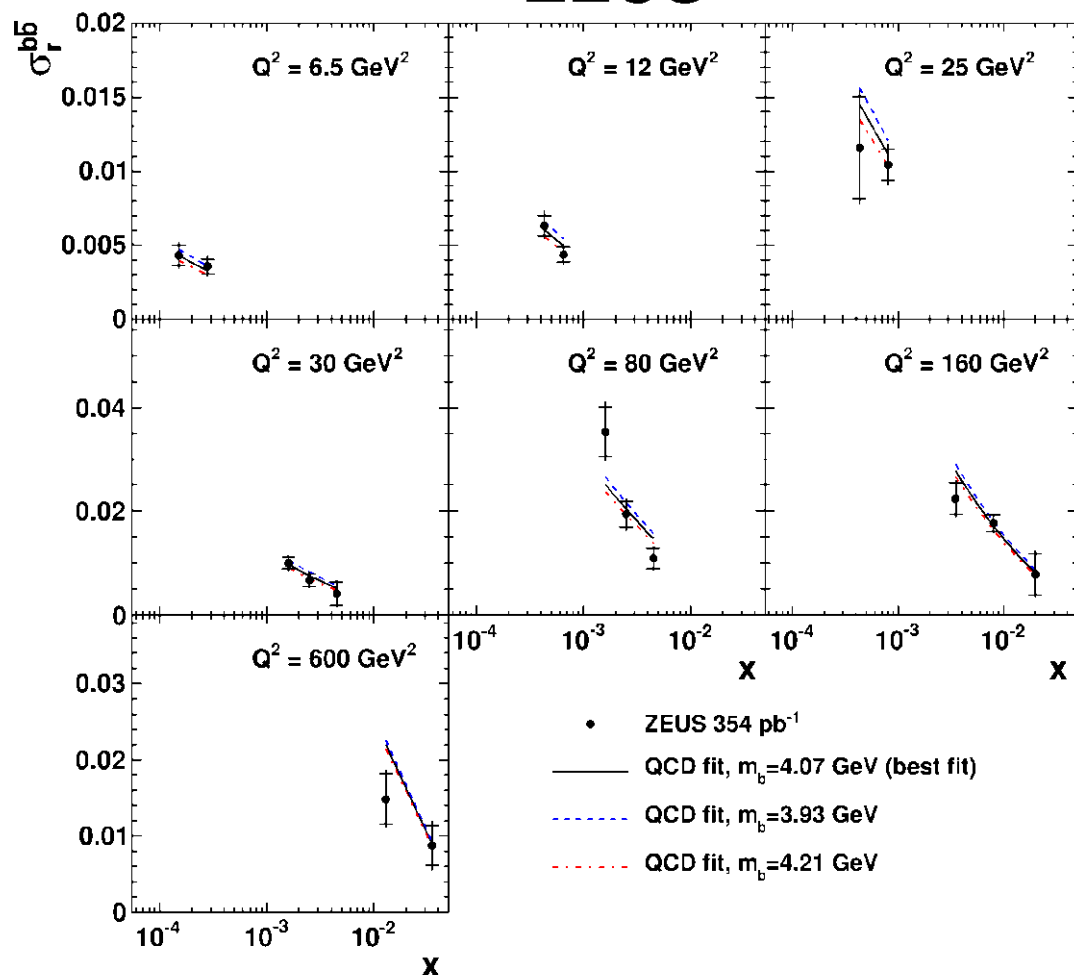 σ_r^{bb̄}
0.02
0.015
0.01
0.005
0
Q² = 6.5 GeV²
Q² = 12 GeV²
Q² = 25 GeV²
0.04
0.02
0
Q² = 30 GeV²
Q² = 80 GeV²
Q² = 160 GeV²
10⁻⁴ 10⁻³ 10⁻² x
10⁻⁴ 10⁻³ 10⁻² x
0.03
0.02
0.01
0
Q² = 600 GeV²
10⁻⁴ 10⁻³ 10⁻² x
ZEUS 354 pb⁻¹
QCD fit, m_b=4.07 GeV (best fit)
QCD fit, m_b=3.93 GeV
QCD fit, m_b=4.21 GeV